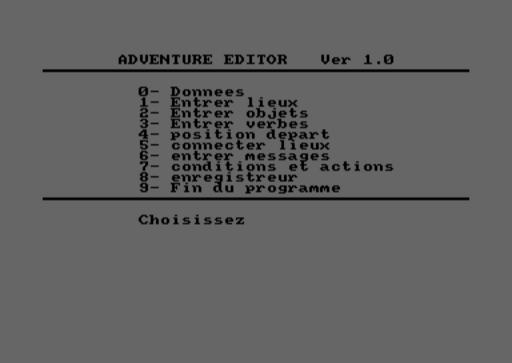 ADVENTURE EDITOR Ver 1.0
0- Donnees
1- Entrer lieux
2- Entrer objets
3- Entrer verbes
4- position depart
5- connecter lieux
6- entrer messages
7- conditions et actions
8- enregistreur
9- Fin du programme
Choisissez